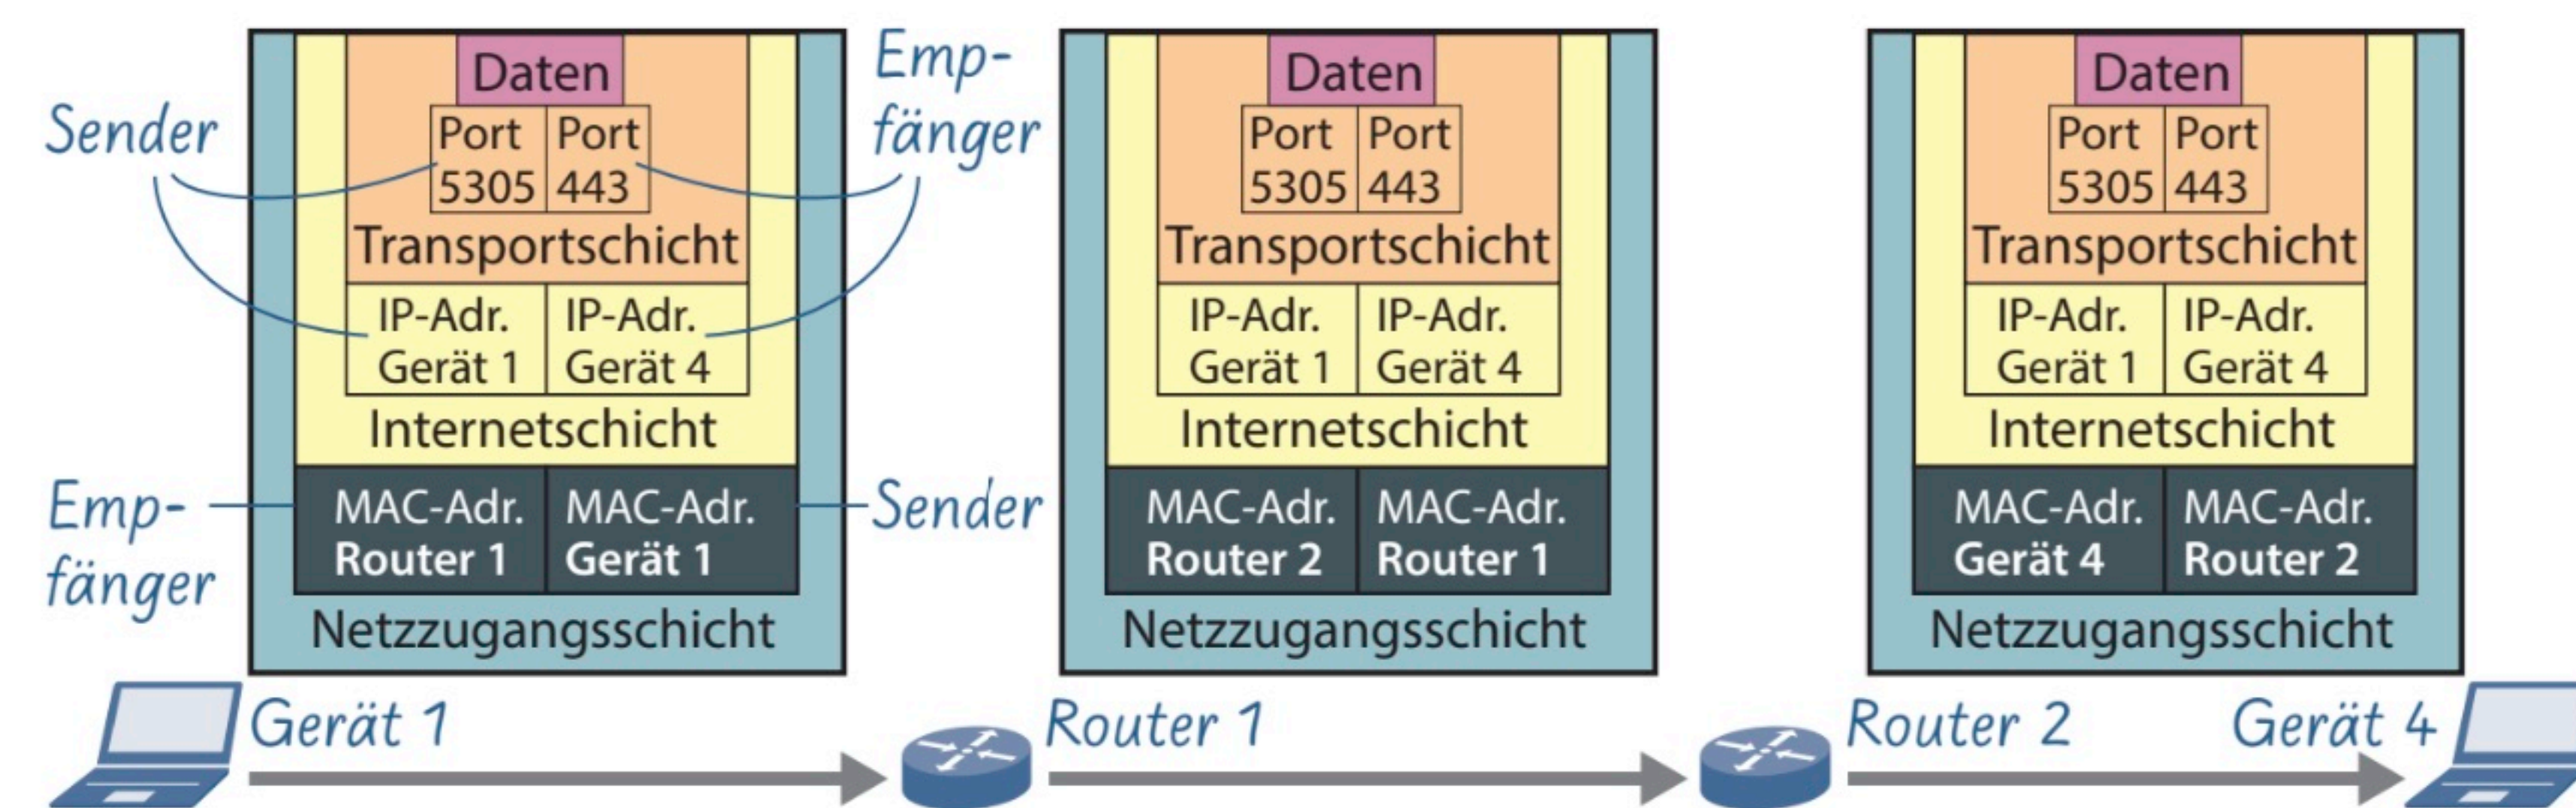 Sender
Emp-
fänger
Daten
Port Port
5305 443
Transportschicht
IP-Adr. IP-Adr.
Gerät 1 Gerät 4
Internetschicht
Emp-
fänger
MAC-Adr. MAC-Adr.
Router 1 Gerät 1
Sender
Netzzugangsschicht
Daten
Port Port
5305 443
Transportschicht
IP-Adr. IP-Adr.
Gerät 1 Gerät 4
Internetschicht
MAC-Adr. MAC-Adr.
Router 2 Router 1
Netzzugangsschicht
Daten
Port Port
5305 443
Transportschicht
IP-Adr. IP-Adr.
Gerät 1 Gerät 4
Internetschicht
MAC-Adr. MAC-Adr.
Gerät 4 Router 2
Netzzugangsschicht
Gerät 1
Router 1
Router 2
Gerät 4